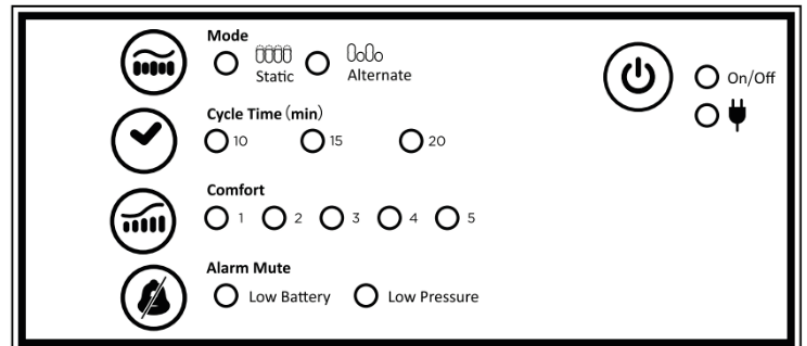 Mode
Static
Alternate
On/Off
Cycle Time (min)
10 15 20
Comfort
1 2 3 4 5
Alarm Mute
Low Battery Low Pressure